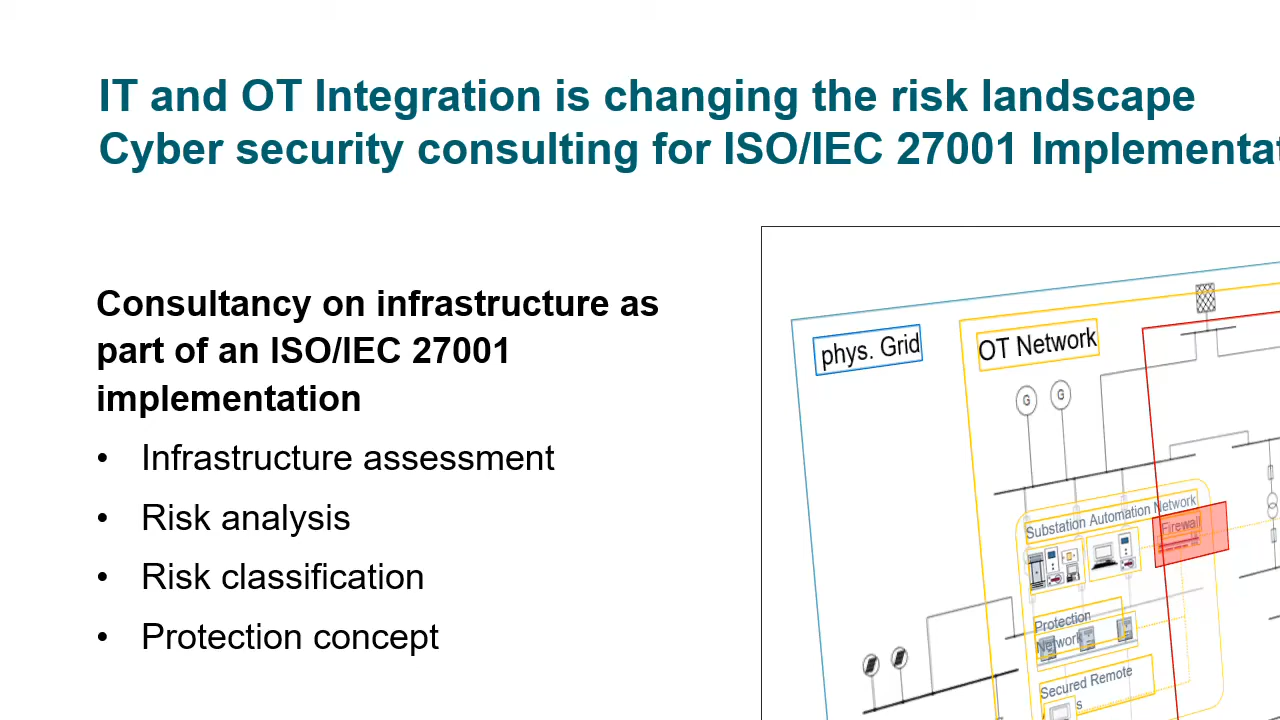 IT and OT Integration is changing the risk landscape
Cyber security consulting for ISO/IEC 27001 Implementat
Consultancy on infrastructure as
part of an ISO/IEC 27001
implementation
• Infrastructure assessment
• Risk analysis
• Risk classification
• Protection concept
phys. Grid
OT Network
G
G
Substation Automation Network
Firewall
Protection
Network
Secured Remote
s